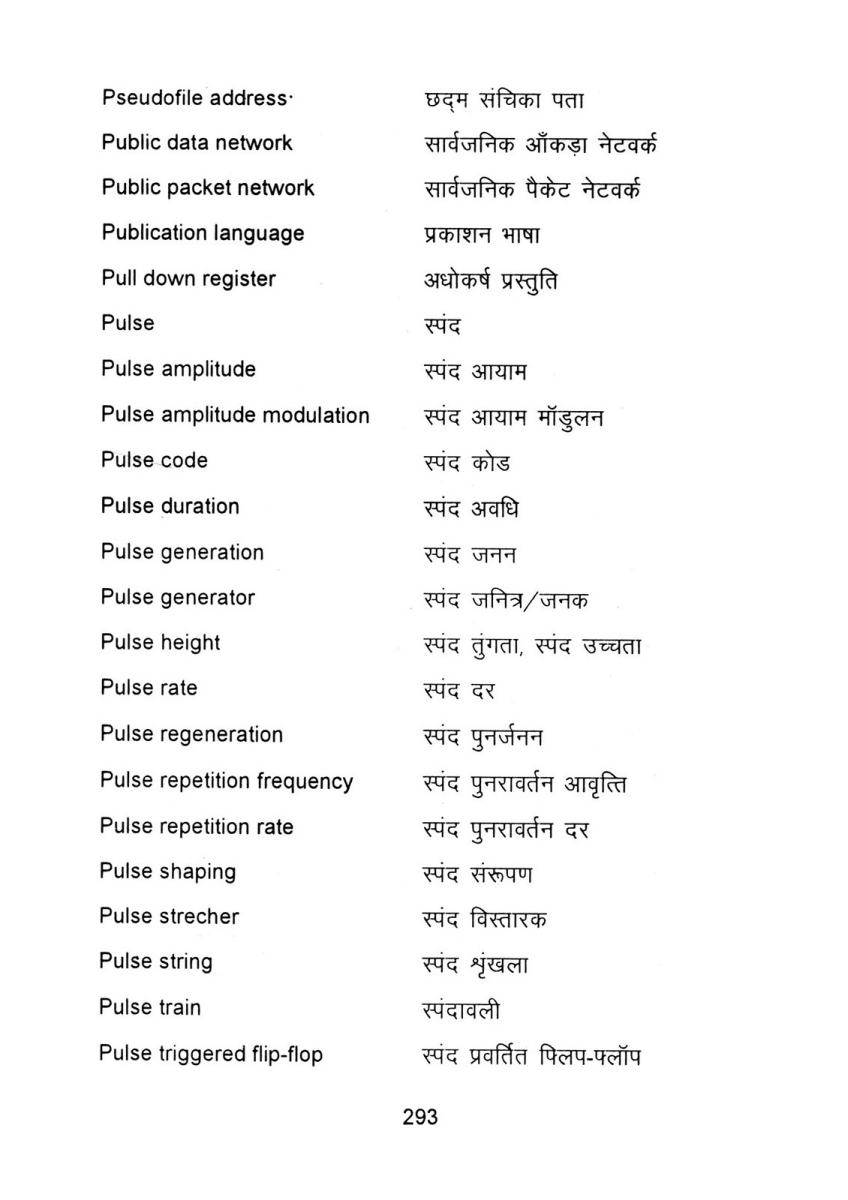 Pseudofile address· छद्म संचिका पता
Public data network सार्वजनिक आँकड़ा नेटवर्क
Public packet network सार्वजनिक पैकेट नेटवर्क
Publication language प्रकाशन भाषा
Pull down register अधोकर्ष प्रस्तुति
Pulse स्पंद
Pulse amplitude स्पंद आयाम
Pulse amplitude modulation स्पंद आयाम मॉडुलन
Pulse code स्पंद कोड
Pulse duration स्पंद अवधि
Pulse generation स्पंद जनन
Pulse generator स्पंद जनित्र/जनक
Pulse height स्पंद तुंगता, स्पंद उच्चता
Pulse rate स्पंद दर
Pulse regeneration स्पंद पुनर्जनन
Pulse repetition frequency स्पंद पुनरावर्तन आवृत्ति
Pulse repetition rate स्पंद पुनरावर्तन दर
Pulse shaping स्पंद संरूपण
Pulse strecher स्पंद विस्तारक
Pulse string स्पंद शृंखला
Pulse train स्पंदावली
Pulse triggered flip-flop स्पंद प्रवर्तित फ्लिप-फ्लॉप
293